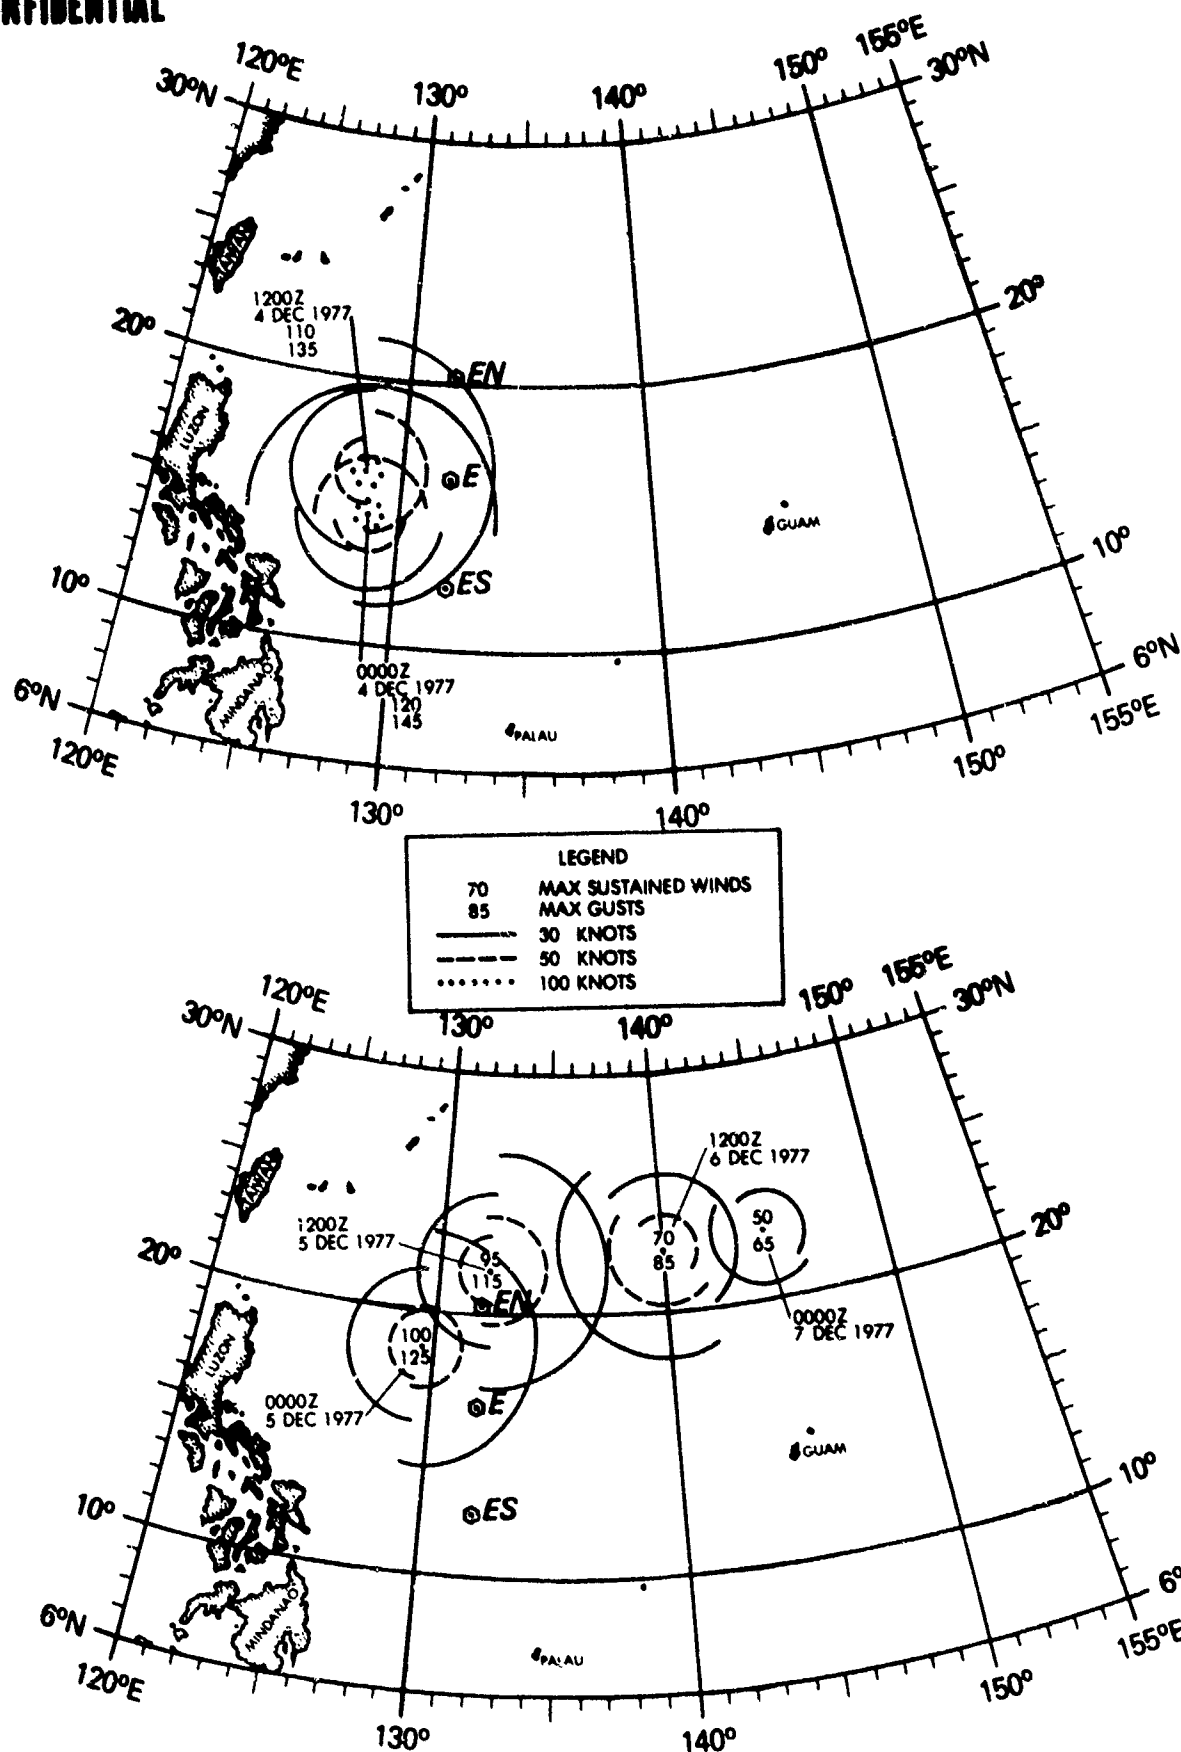 120°E
130°
140°
150°
155°E
30°N
30°N
TAIWAN
1200Z
4 DEC 1977
110
135
20°
20°
EN
LUZON
E
GUAM
10°
10°
ES
0000Z
4 DEC 1977
120
145
6°N
6°N
MINDANAO
PALAU
120°E
130°
140°
150°
155°E
LEGEND
70 MAX SUSTAINED WINDS
85 MAX GUSTS
30 KNOTS
50 KNOTS
100 KNOTS
120°E
130°
140°
150°
155°E
30°N
30°N
TAIWAN
1200Z
6 DEC 1977
1200Z
5 DEC 1977
50
65
70
85
95
115
20°
20°
EN
100
125
0000Z
7 DEC 1977
LUZON
0000Z
5 DEC 1977
E
GUAM
10°
10°
ES
6°N
6°
MINDANAO
PALAU
120°E
130°
140°
150°
155°E